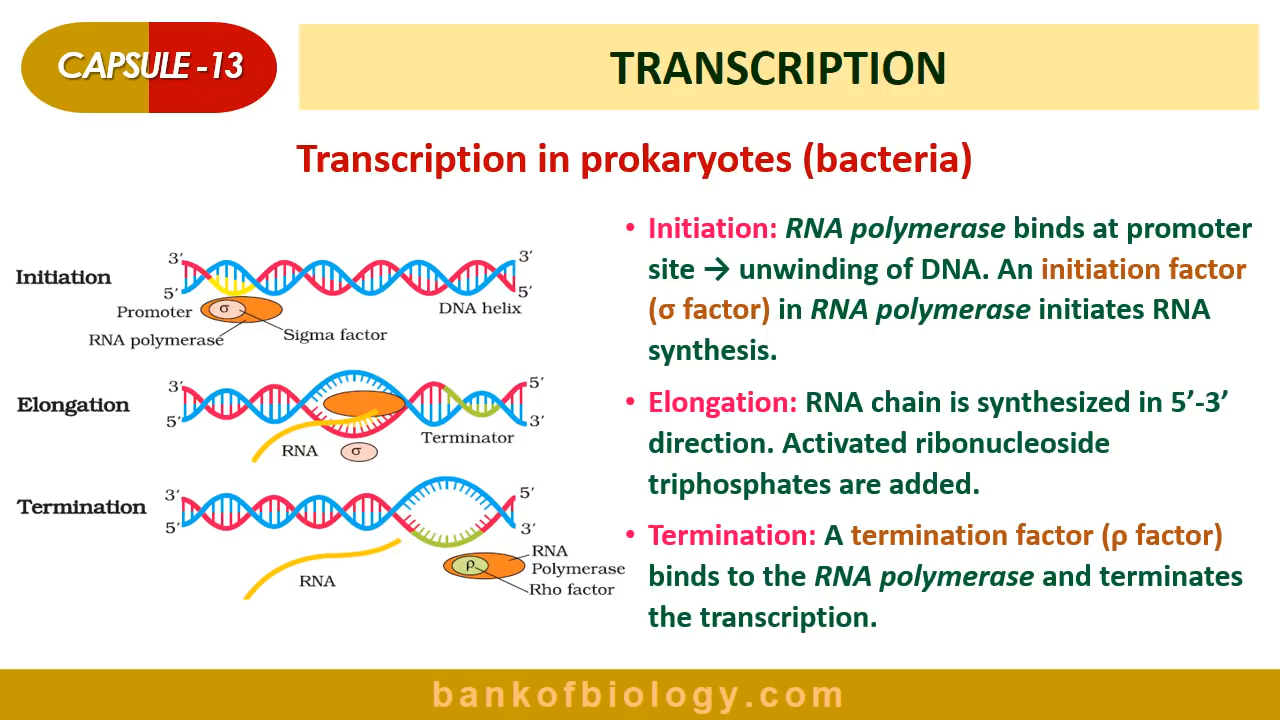 CAPSULE -13
TRANSCRIPTION
Transcription in prokaryotes (bacteria)
Initiation
3′
5′
3′
5′
Promoter
σ
DNA helix
RNA polymerase
Sigma factor
Elongation
3′
5′
5′
3′
RNA
σ
Terminator
Termination
3′
5′
5′
3′
RNA
ρ
RNA
Polymerase
Rho factor
• Initiation: RNA polymerase binds at promoter
site → unwinding of DNA. An initiation factor
(σ factor) in RNA polymerase initiates RNA
synthesis.
• Elongation: RNA chain is synthesized in 5’-3’
direction. Activated ribonucleoside
triphosphates are added.
• Termination: A termination factor (ρ factor)
binds to the RNA polymerase and terminates
the transcription.
bankofbiology.com